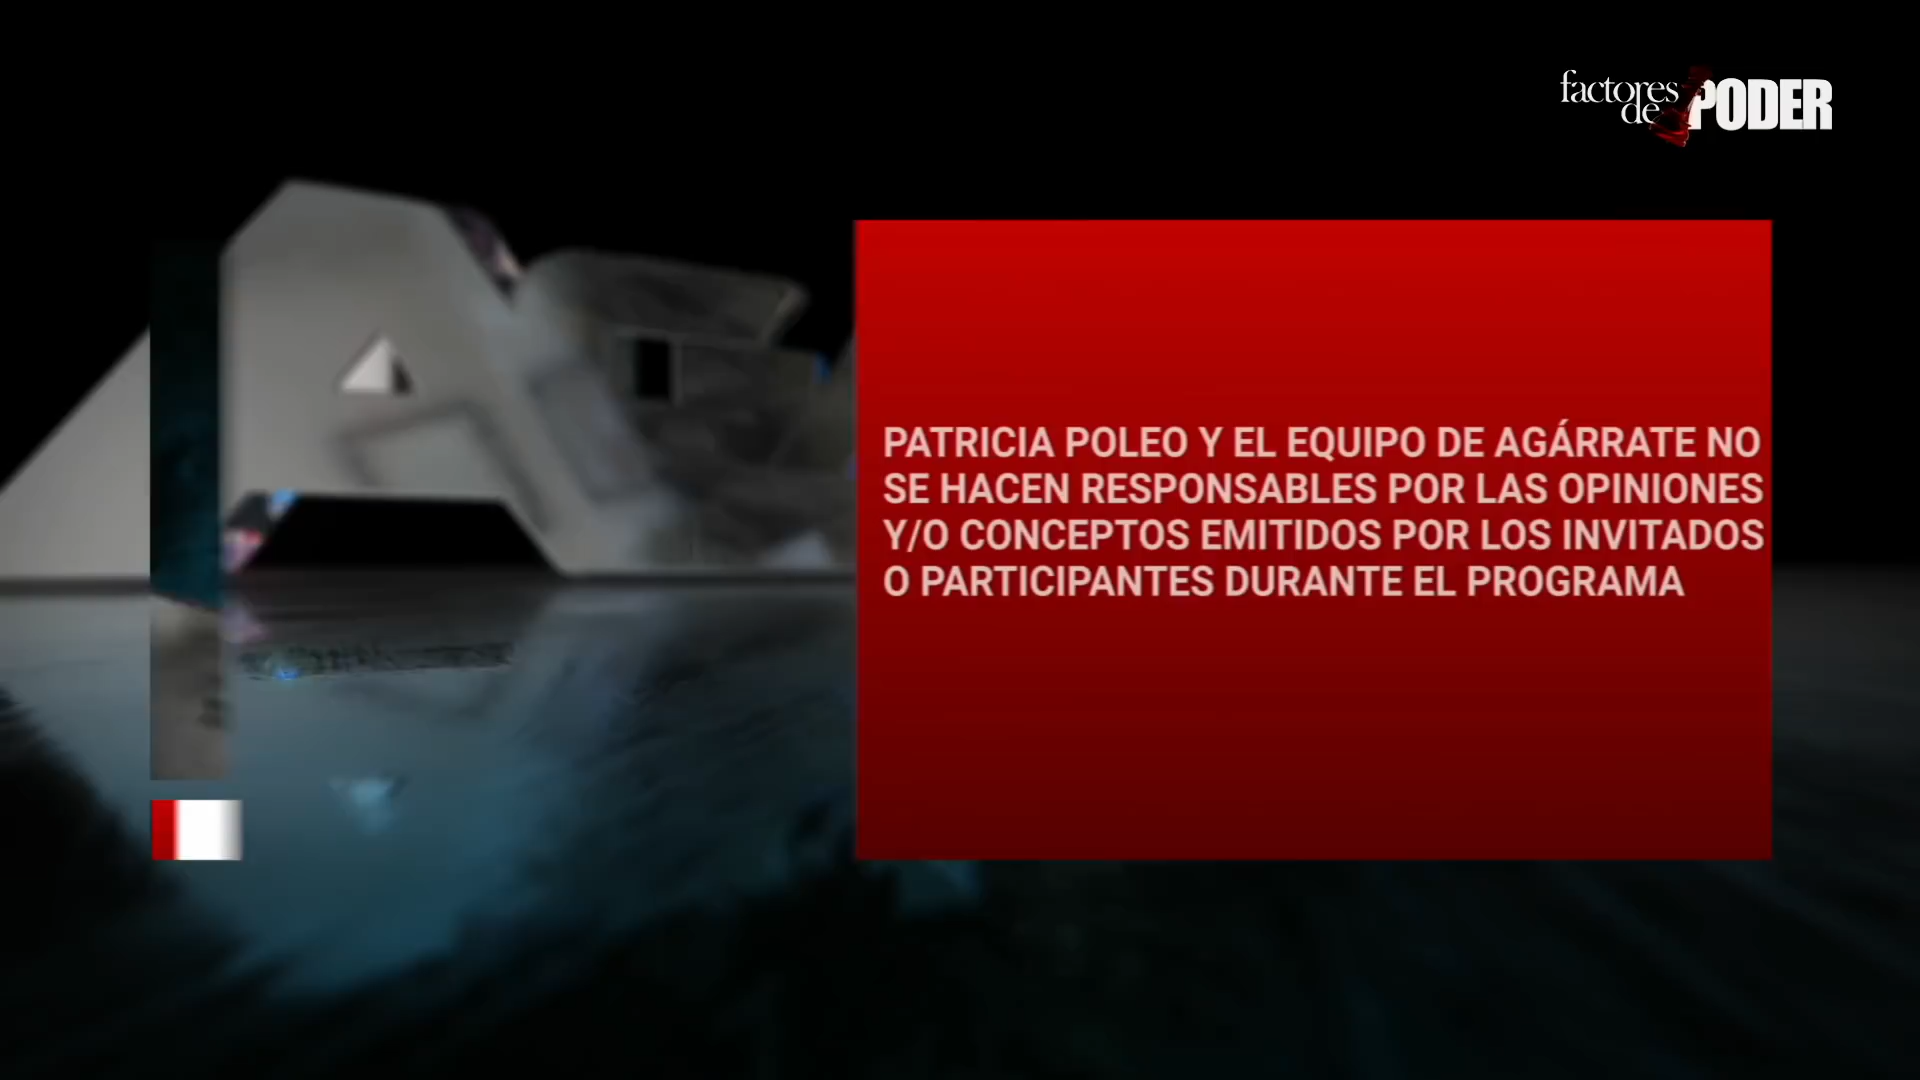 factores
de PODER
PATRICIA POLEO Y EL EQUIPO DE AGÁRRATE NO
SE HACEN RESPONSABLES POR LAS OPINIONES
Y/O CONCEPTOS EMITIDOS POR LOS INVITADOS
O PARTICIPANTES DURANTE EL PROGRAMA